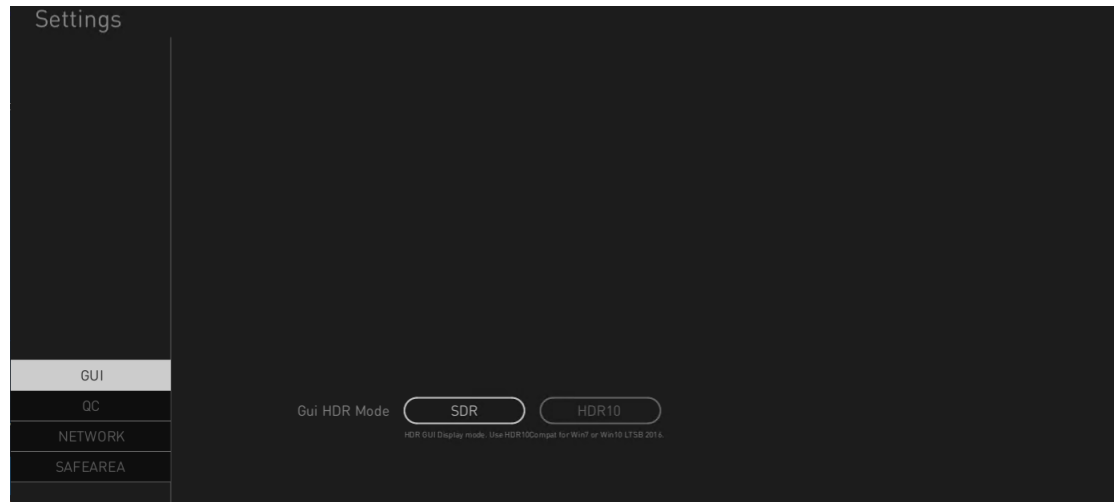 Settings
GUI
QC
NETWORK
SAFEAREA
Gui HDR Mode SDR HDR10
HDR GUI Display mode. Use HDR10Compat for Win7 or Win10 LTSB 2016.